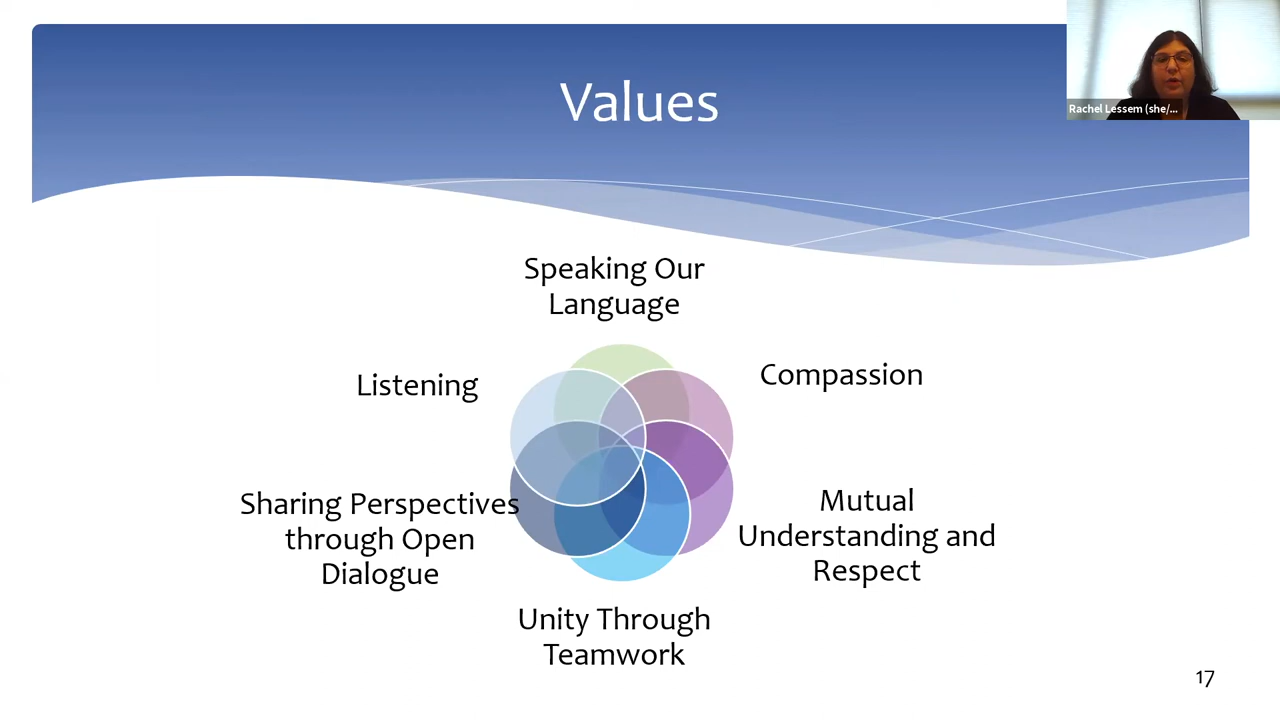 Values
Rachel Lessem (she/...
Speaking Our
Language
Compassion
Listening
Mutual
Understanding and
Respect
Sharing Perspectives
through Open
Dialogue
Unity Through
Teamwork
17